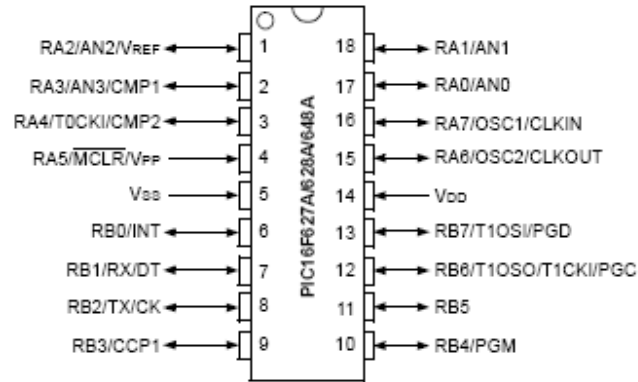 RA2/AN2/VREF 1 18 RA1/AN1
RA3/AN3/CMP1 2 17 RA0/AN0
RA4/T0CKI/CMP2 3 16 RA7/OSC1/CLKIN
RA5/MCLR/VPP 4 15 RA6/OSC2/CLKOUT
VSS 5 14 VDD
RB0/INT 6 13 RB7/T1OSI/PGD
RB1/RX/DT 7 12 RB6/T1OSO/T1CKI/PGC
RB2/TX/CK 8 11 RB5
RB3/CCP1 9 10 RB4/PGM
PIC16F627A/628A/648A